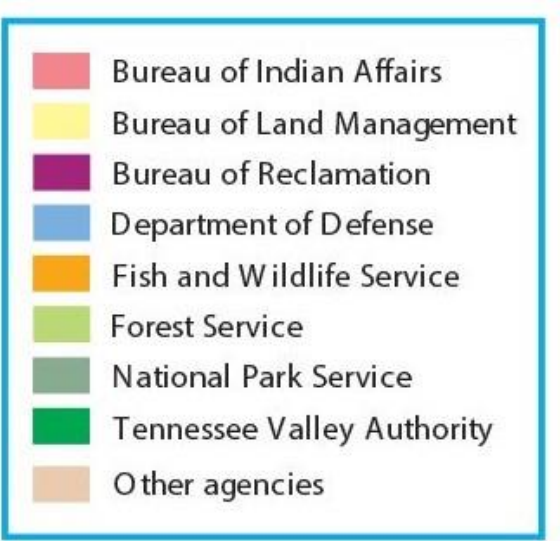 Bureau of Indian Affairs
Bureau of Land Management
Bureau of Reclamation
Department of Defense
Fish and Wildlife Service
Forest Service
National Park Service
Tennessee Valley Authority
Other agencies